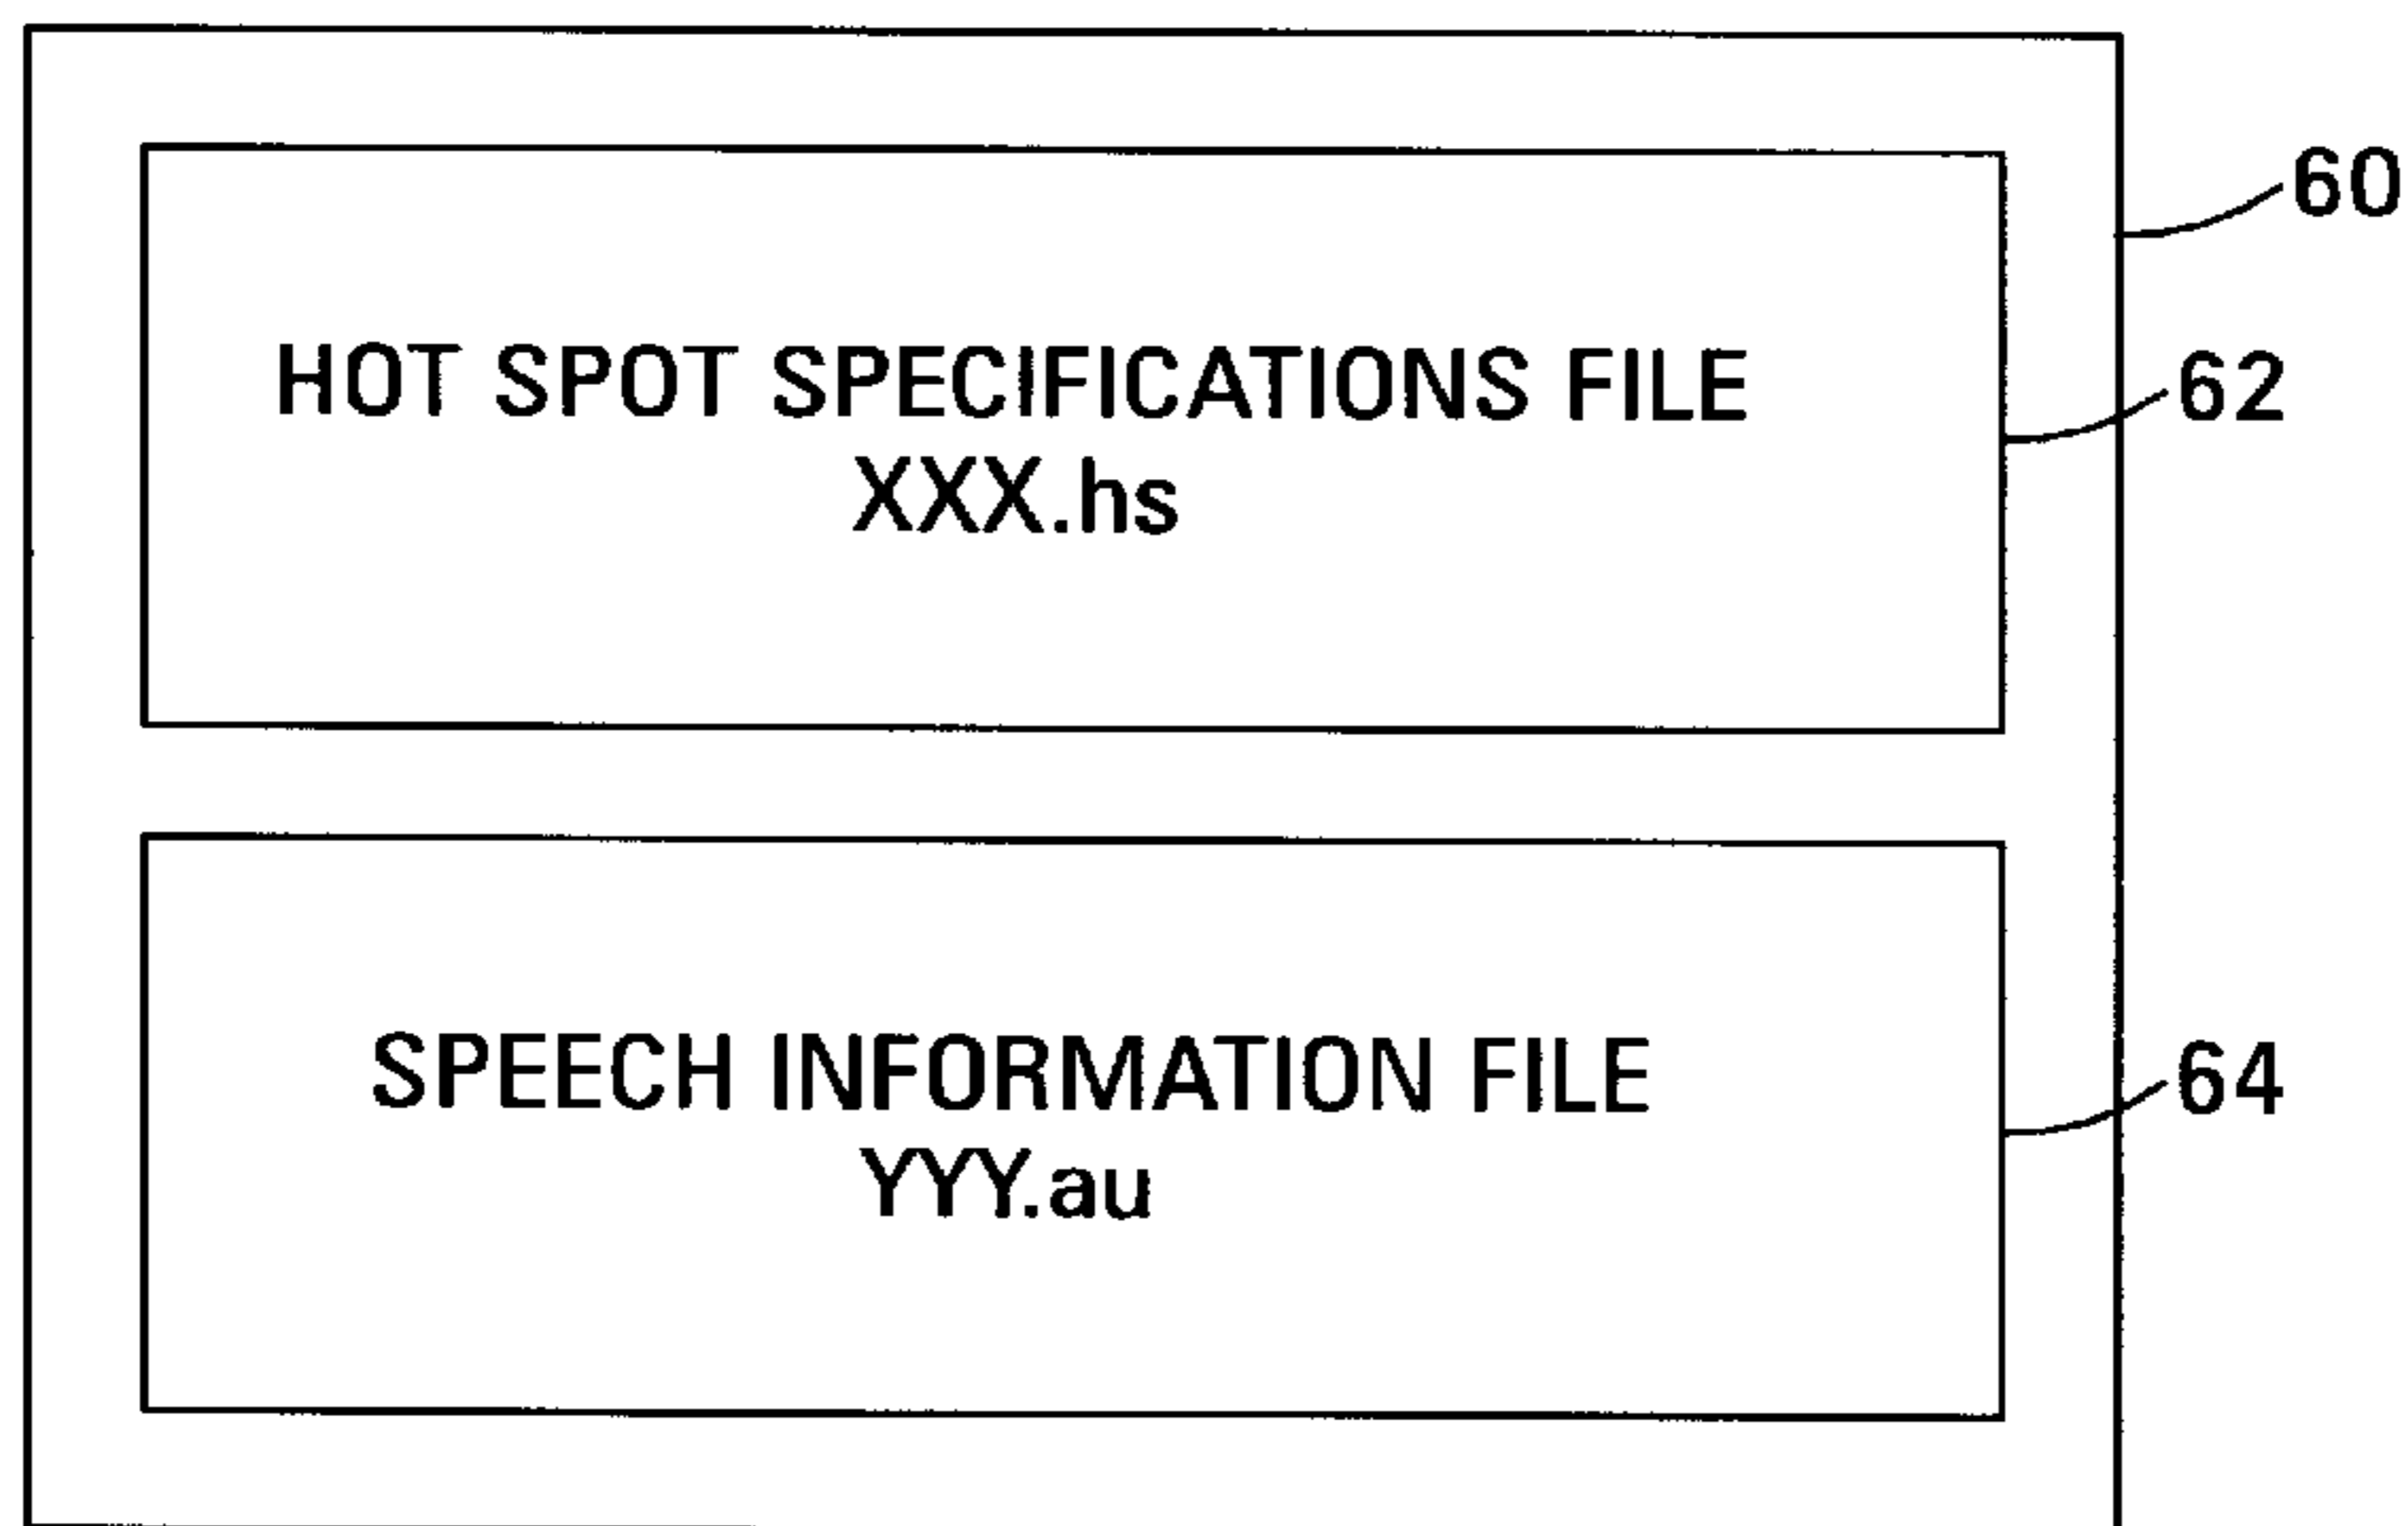 60
HOT SPOT SPECIFICATIONS FILE
XXX.hs
62
SPEECH INFORMATION FILE
YYY.au
64